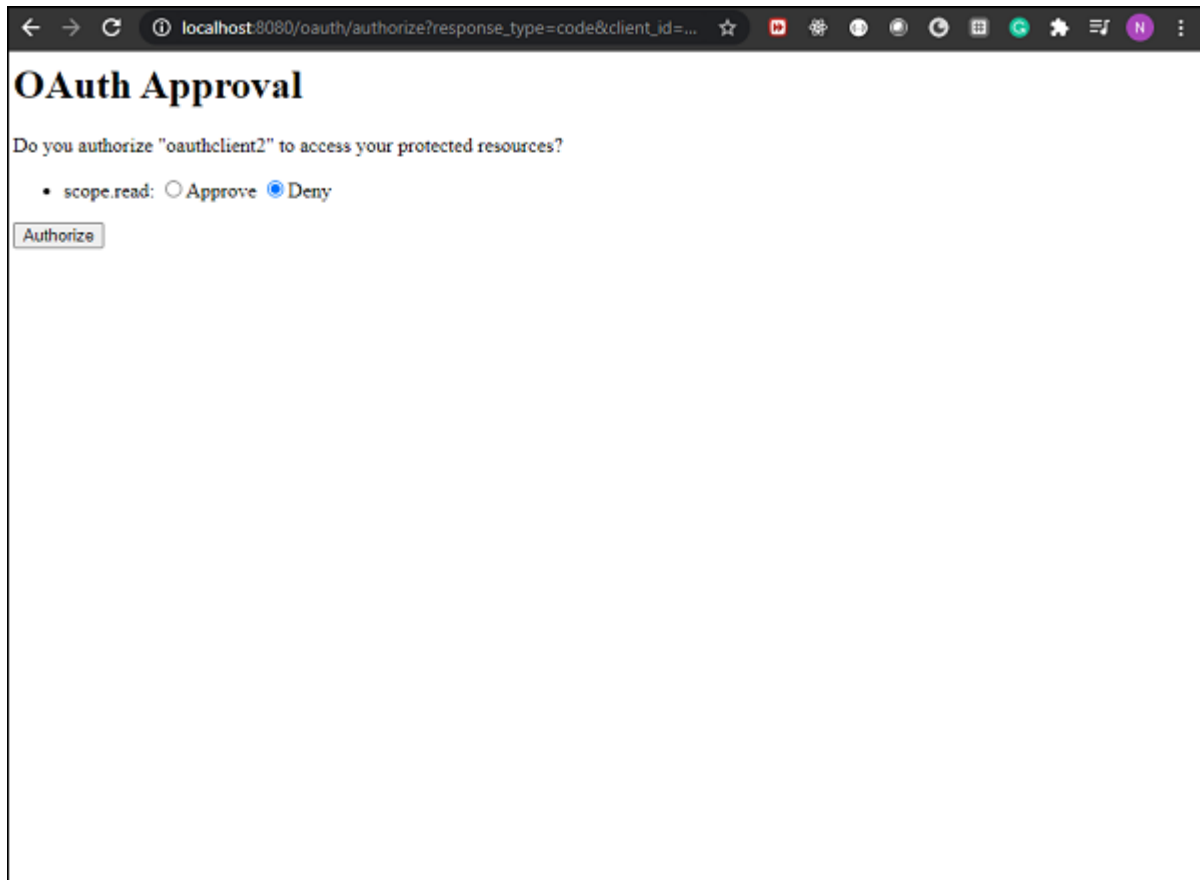 localhost:8080/oauth/authorize?response_type=code&client_id=...
N
OAuth Approval
Do you authorize "oauthclient2" to access your protected resources?
• scope.read: Approve Deny
Authorize